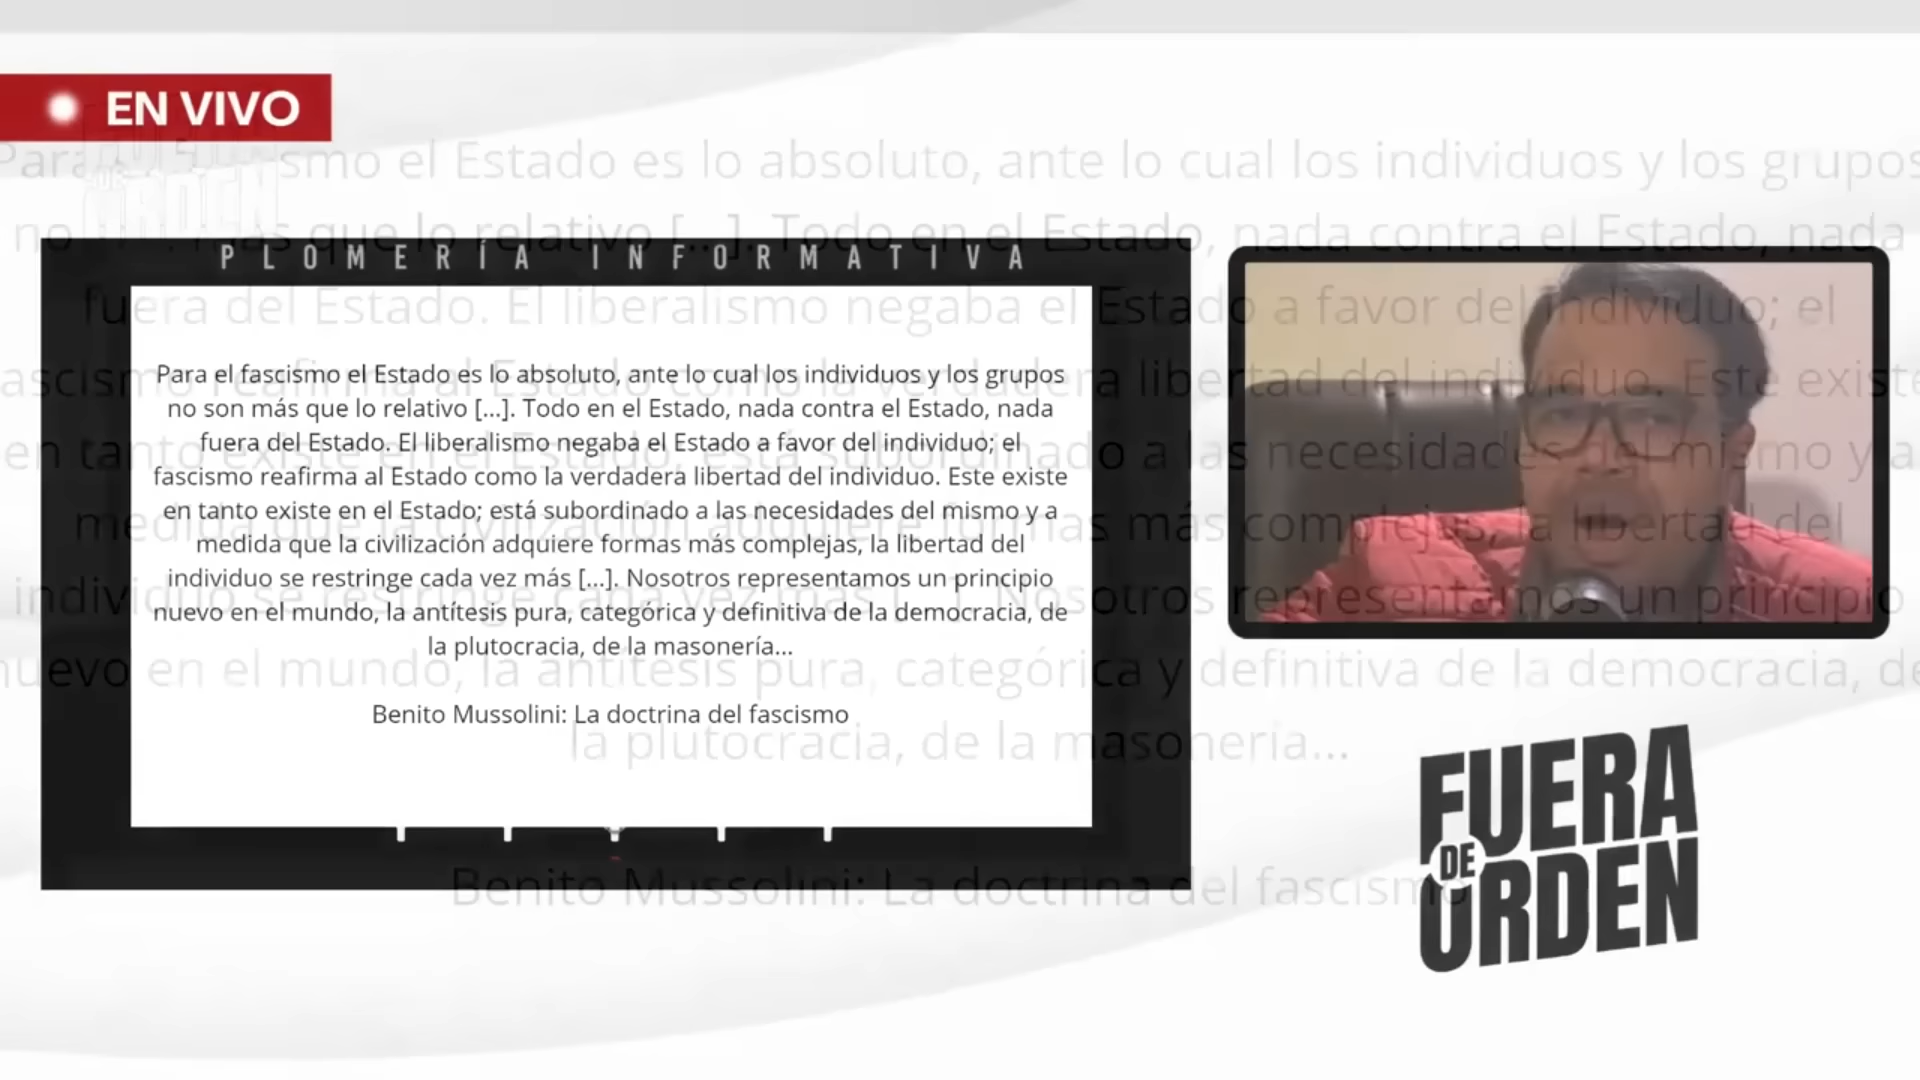 EN VIVO
PLOMERÍA INFORMATIVA
Para el fascismo el Estado es lo absoluto, ante lo cual los individuos y los grupos
no son más que lo relativo [...]. Todo en el Estado, nada contra el Estado, nada
fuera del Estado. El liberalismo negaba el Estado a favor del individuo; el
fascismo reafirma al Estado como la verdadera libertad del individuo. Este existe
en tanto existe en el Estado; está subordinado a las necesidades del mismo y a
medida que la civilización adquiere formas más complejas, la libertad del
individuo se restringe cada vez más [...]. Nosotros representamos un principio
nuevo en el mundo, la antítesis pura, categórica y definitiva de la democracia, de
la plutocracia, de la masonería...
Benito Mussolini: La doctrina del fascismo
FUERA
DE
ORDEN